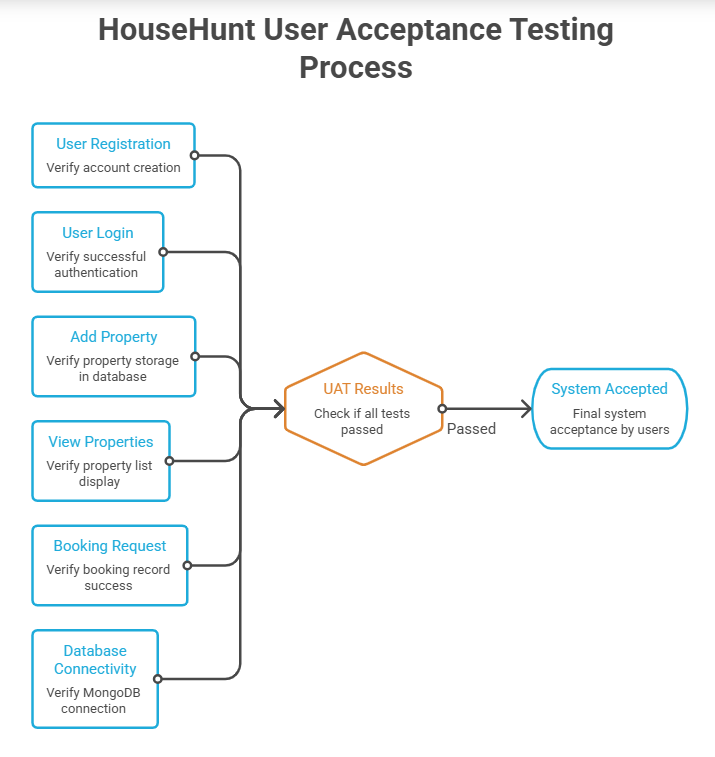 HouseHunt User Acceptance Testing
Process
User Registration
Verify account creation
User Login
Verify successful
authentication
Add Property
Verify property storage
in database
View Properties
Verify property list
display
Booking Request
Verify booking record
success
Database
Connectivity
Verify MongoDB
connection
UAT Results
Check if all tests
passed
Passed
System Accepted
Final system
acceptance by users